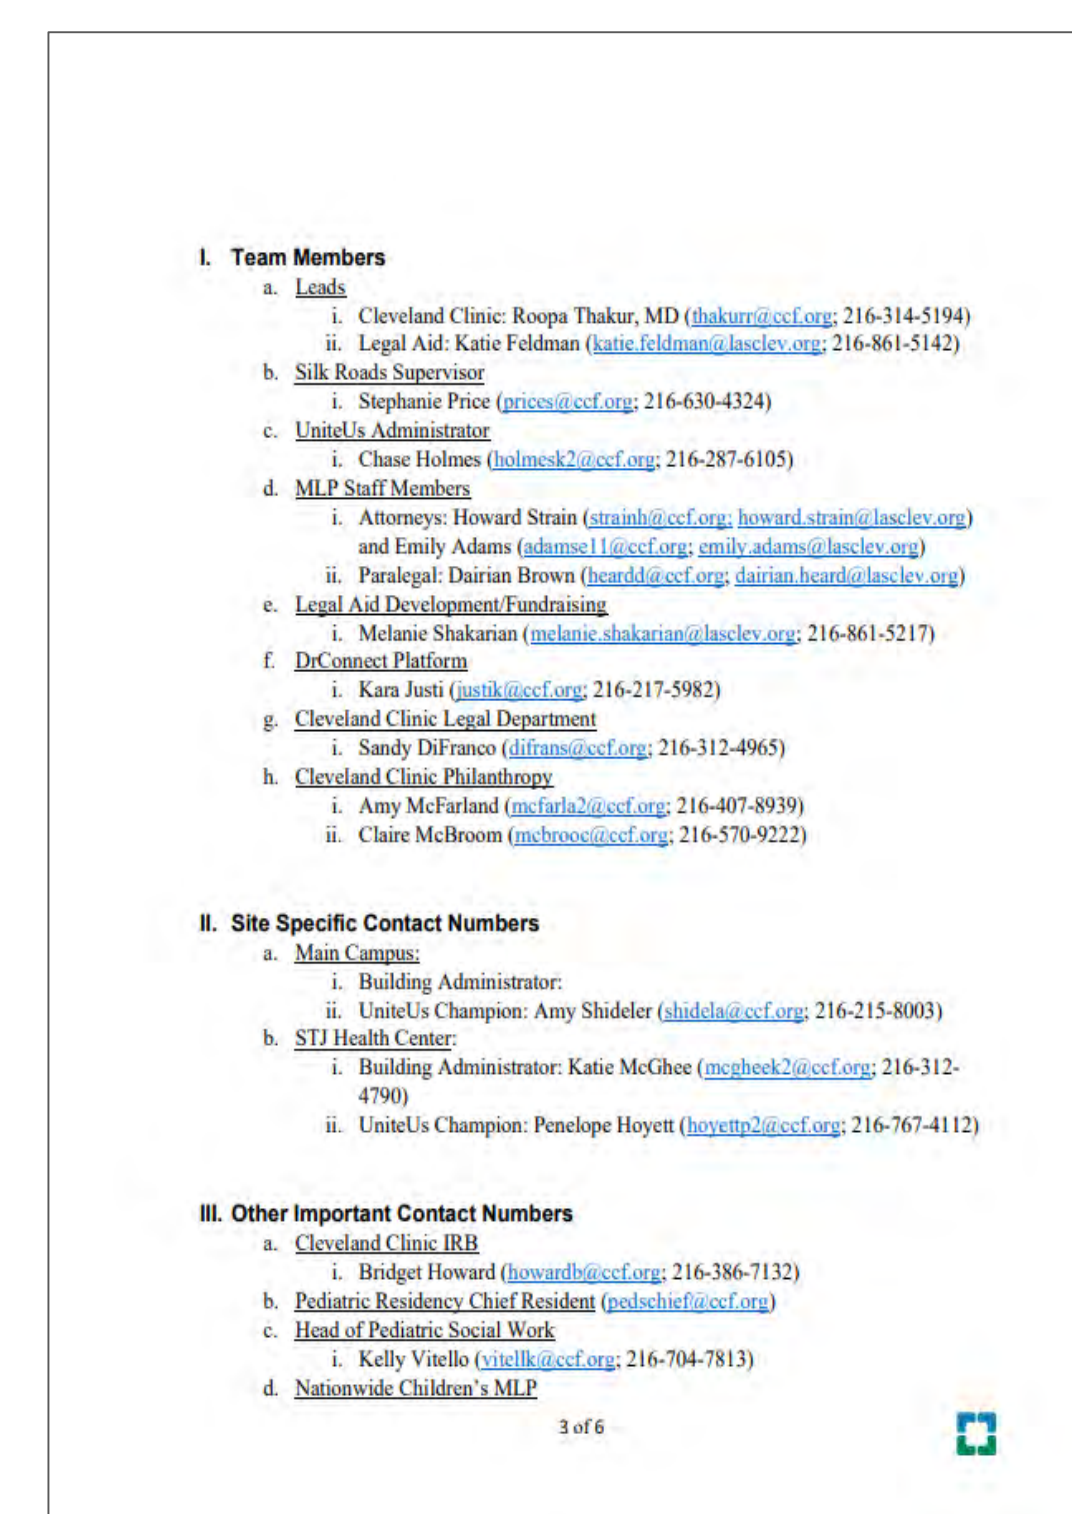 I. Team Members
a. Leads
i. Cleveland Clinic: Roopa Thakur, MD (thakurr@ccf.org; 216-314-5194)
ii. Legal Aid: Katie Feldman (katie.feldman@lasclev.org; 216-861-5142)
b. Silk Roads Supervisor
i. Stephanie Price (prices@ccf.org; 216-630-4324)
c. UniteUs Administrator
i. Chase Holmes (holmesk2@ccf.org; 216-287-6105)
d. MLP Staff Members
i. Attorneys: Howard Strain (strainh@ccf.org; howard.strain@lasclev.org)
and Emily Adams (adamse11@ccf.org; emily.adams@lasclev.org)
ii. Paralegal: Dairian Brown (heardd@ccf.org; dairian.heard@lasclev.org)
e. Legal Aid Development/Fundraising
i. Melanie Shakarian (melanie.shakarian@lasclev.org; 216-861-5217)
f. DrConnect Platform
i. Kara Justi (justik@ccf.org; 216-217-5982)
g. Cleveland Clinic Legal Department
i. Sandy DiFranco (difrans@ccf.org; 216-312-4965)
h. Cleveland Clinic Philanthropy
i. Amy McFarland (mcfarla2@ccf.org; 216-407-8939)
ii. Claire McBroom (mcbrooc@ccf.org; 216-570-9222)
II. Site Specific Contact Numbers
a. Main Campus:
i. Building Administrator:
ii. UniteUs Champion: Amy Shideler (shidela@ccf.org; 216-215-8003)
b. STJ Health Center:
i. Building Administrator: Katie McGhee (mcgheek2@ccf.org; 216-312-
4790)
ii. UniteUs Champion: Penelope Hoyett (hoyettp2@ccf.org; 216-767-4112)
III. Other Important Contact Numbers
a. Cleveland Clinic IRB
i. Bridget Howard (howardb@ccf.org; 216-386-7132)
b. Pediatric Residency Chief Resident (pedschief@ccf.org)
c. Head of Pediatric Social Work
i. Kelly Vitello (vitellk@ccf.org; 216-704-7813)
d. Nationwide Children's MLP
3 of 6